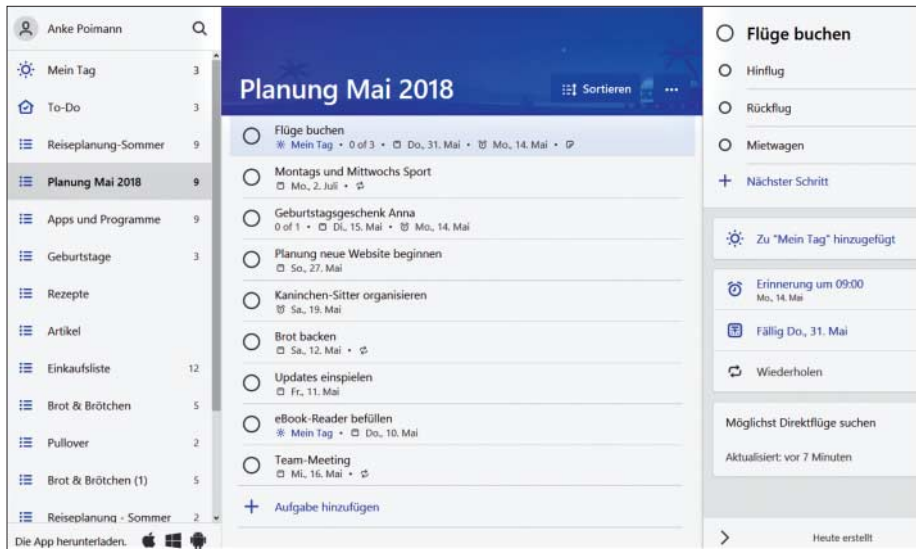 Anke Poimann
Mein Tag 3
To-Do 3
Reiseplanung-Sommer 9
Planung Mai 2018 9
Apps und Programme 9
Geburtstage 3
Rezepte
Artikel
Einkaufsliste 12
Brot & Brötchen 5
Pullover 2
Brot & Brötchen (1) 5
Reiseplanung - Sommer 2
Die App herunterladen.
Planung Mai 2018
Sortieren ...
Flüge buchen
Mein Tag • 0 of 3 • Do., 31. Mai • Mo., 14. Mai •
Montags und Mittwochs Sport
Mo., 2. Juli •
Geburtstagsgeschenk Anna
0 of 1 • Di., 15. Mai • Mo., 14. Mai
Planung neue Website beginnen
So., 27. Mai
Kaninchen-Sitter organisieren
Sa., 19. Mai
Brot backen
Sa., 12. Mai •
Updates einspielen
Fr., 11. Mai
eBook-Reader befüllen
Mein Tag • Do., 10. Mai
Team-Meeting
Mi., 16. Mai •
+ Aufgabe hinzufügen
Flüge buchen
Hinflug
Rückflug
Mietwagen
+ Nächster Schritt
Zu "Mein Tag" hinzugefügt
Erinnerung um 09:00
Mo., 14. Mai
Fällig Do., 31. Mai
Wiederholen
Möglichst Direktflüge suchen
Aktualisiert: vor 7 Minuten
Heute erstellt